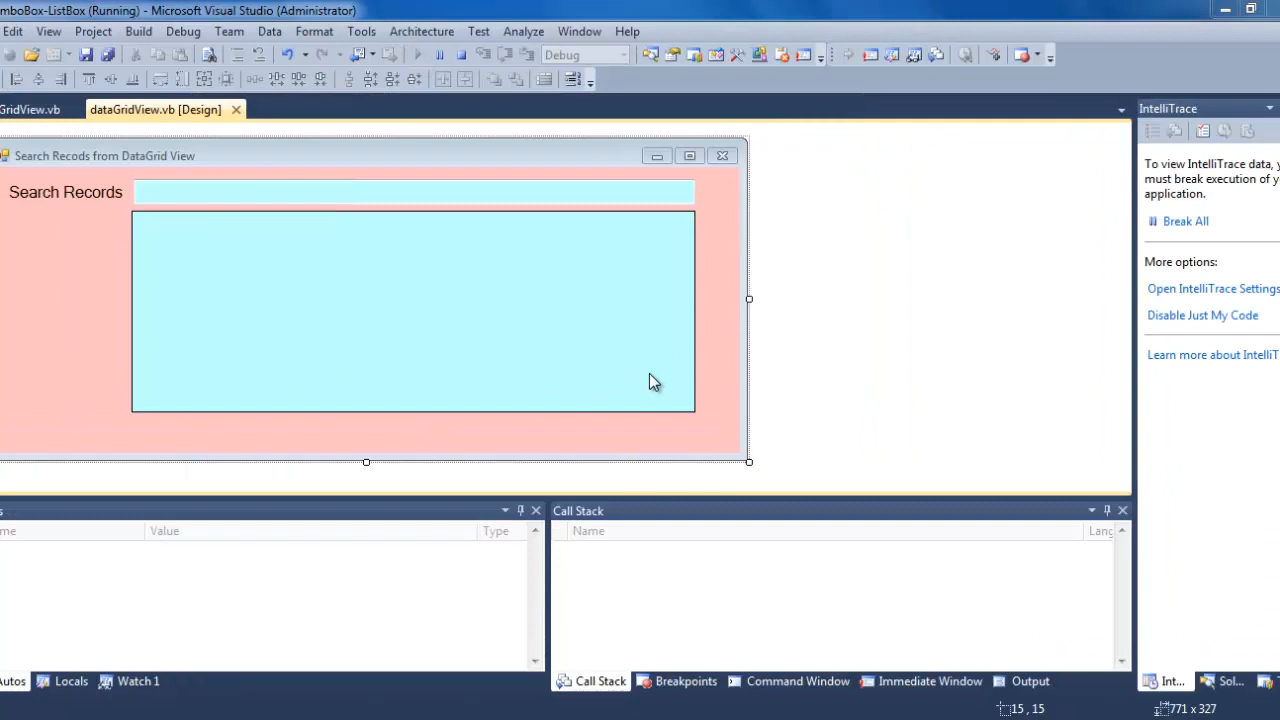 mboBox-ListBox (Running) - Microsoft Visual Studio (Administrator)
Edit View Project Build Debug Team Data Format Tools Architecture Test Analyze Window Help
Debug
GridView.vb dataGridView.vb [Design]
Search Recods from DataGrid View
Search Records
IntelliTrace
To view IntelliTrace data, y
must break execution of y
application.
Break All
More options:
Open IntelliTrace Settings
Disable Just My Code
Learn more about IntelliT
s
Call Stack
me Value Type
Name Lang
Autos Locals Watch 1
Call Stack Breakpoints Command Window Immediate Window Output
Int... Sol... T
15 , 15 771 x 327